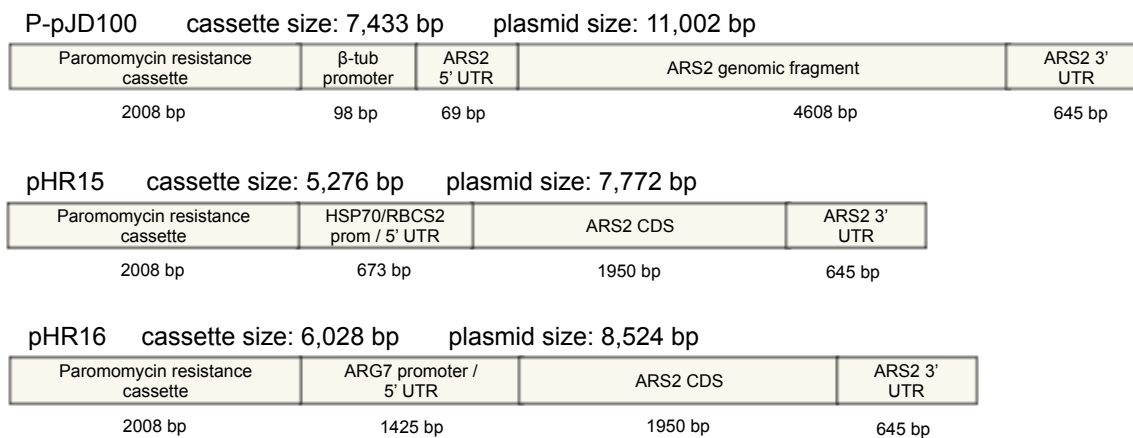 P-pJD100 cassette size: 7,433 bp plasmid size: 11,002 bp
Paromomycin resistance β-tub ARS2 ARS2 genomic fragment ARS2 3’
cassette promoter 5’ UTR UTR
2008 bp 98 bp 69 bp 4608 bp 645 bp
pHR15 cassette size: 5,276 bp plasmid size: 7,772 bp
Paromomycin resistance HSP70/RBCS2 ARS2 CDS ARS2 3’
cassette prom / 5’ UTR UTR
2008 bp 673 bp 1950 bp 645 bp
pHR16 cassette size: 6,028 bp plasmid size: 8,524 bp
Paromomycin resistance ARG7 promoter / ARS2 CDS ARS2 3’
cassette 5’ UTR UTR
2008 bp 1425 bp 1950 bp 645 bp